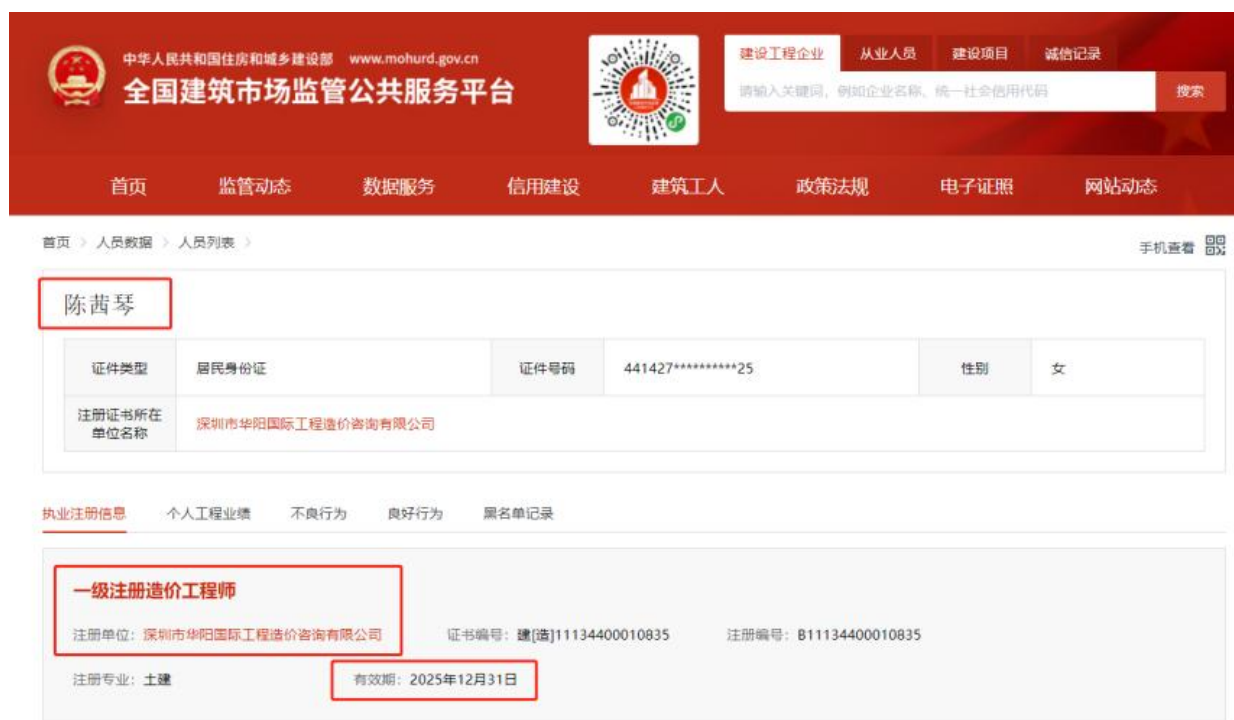 中华人民共和国住房和城乡建设部 www.mohurd.gov.cn
全国建筑市场监管公共服务平台
建设工程企业 从业人员 建设项目 诚信记录
请输入关键词，例如企业名称、统一社会信用代码 搜索
首页 监管动态 数据服务 信用建设 建筑工人 政策法规 电子证照 网站动态
首页 > 人员数据 > 人员列表 >
手机查看
陈茜琴
证件类型 居民身份证 证件号码 441427**********25 性别 女
注册证书所在单位名称 深圳市华阳国际工程造价咨询有限公司
执业注册信息 个人工程业绩 不良行为 良好行为 黑名单记录
一级注册造价工程师
注册单位：深圳市华阳国际工程造价咨询有限公司 证书编号：建[造]11134400010835 注册编号：B11134400010835
注册专业：土建 有效期：2025年12月31日